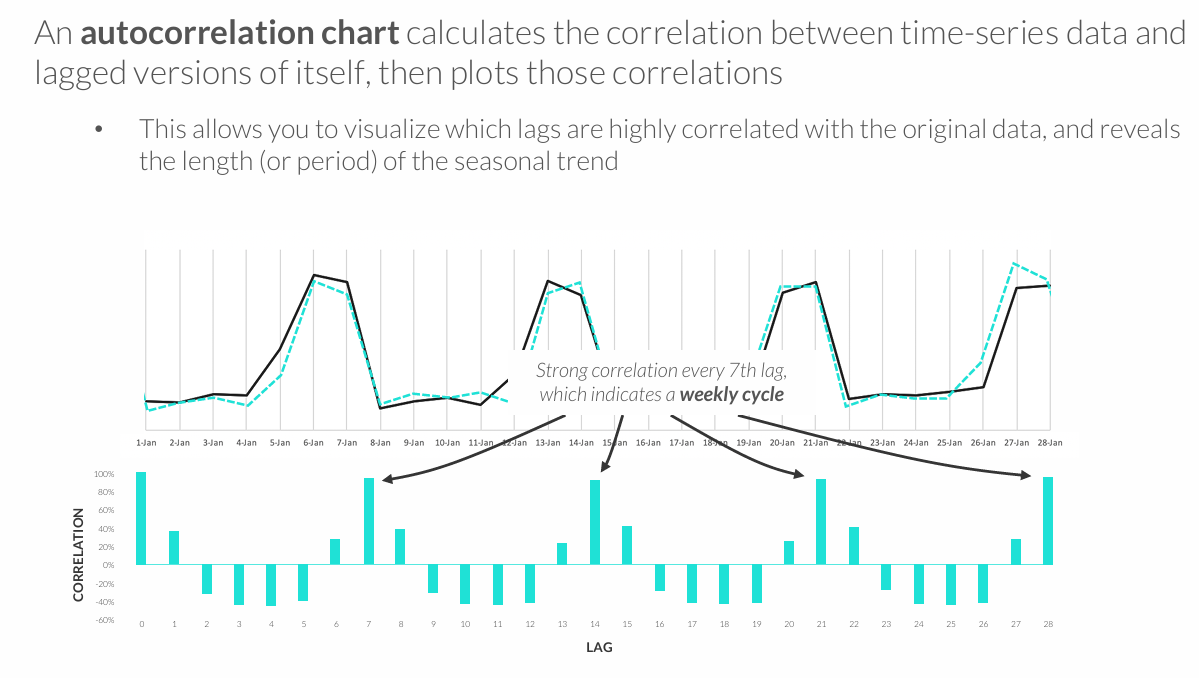 An autocorrelation chart calculates the correlation between time-series data and
lagged versions of itself, then plots those correlations
• This allows you to visualize which lags are highly correlated with the original data, and reveals
the length (or period) of the seasonal trend
Strong correlation every 7th lag,
which indicates a weekly cycle
1-Jan 2-Jan 3-Jan 4-Jan 5-Jan 6-Jan 7-Jan 8-Jan 9-Jan 10-Jan 11-Jan 12-Jan 13-Jan 14-Jan 15-Jan 16-Jan 17-Jan 18-Jan 19-Jan 20-Jan 21-Jan 22-Jan 23-Jan 24-Jan 25-Jan 26-Jan 27-Jan 28-Jan
CORRELATION
100%
80%
60%
40%
20%
0%
-20%
-40%
-60%
0 1 2 3 4 5 6 7 8 9 10 11 12 13 14 15 16 17 18 19 20 21 22 23 24 25 26 27 28
LAG